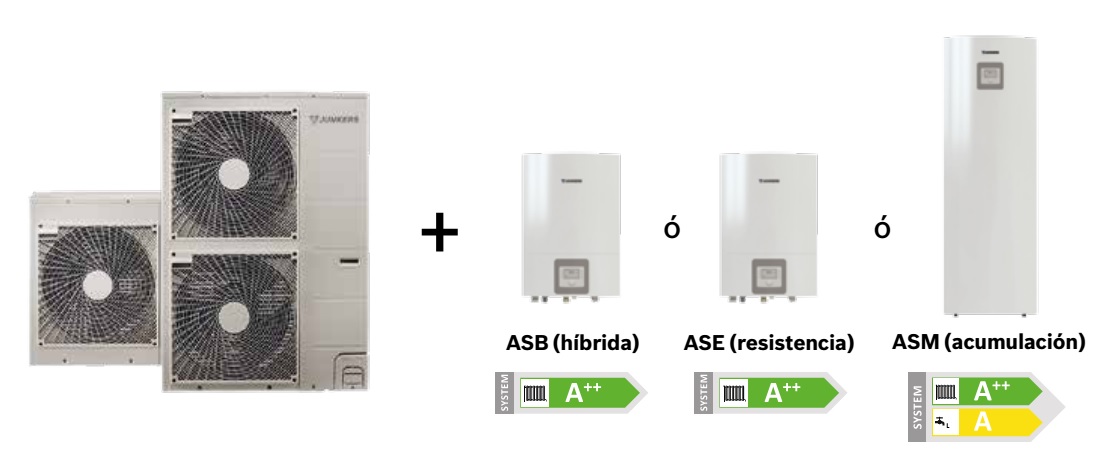 JUNKERS
+
ó
ó
ASB (híbrida)
ASE (resistencia)
ASM (acumulación)
SYSTEM
A++
SYSTEM
A++
SYSTEM
A++
L
A